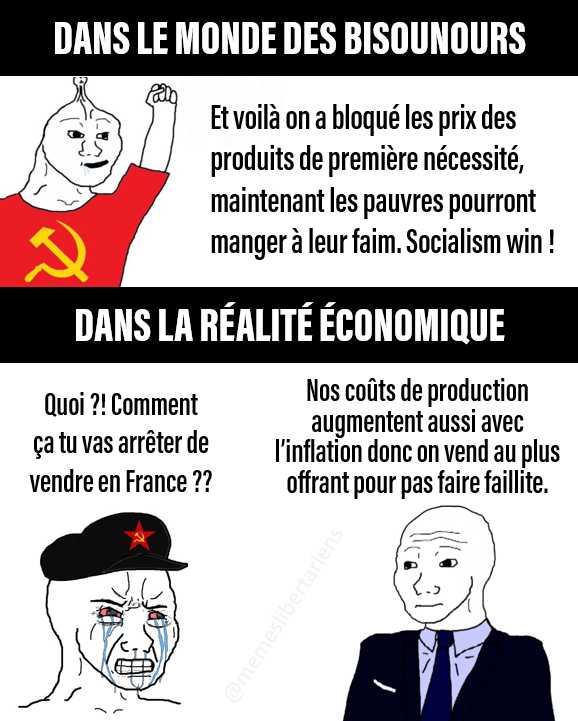 DANS LE MONDE DES BISOUNOURS
Et voilà on a bloqué les prix des
produits de première nécessité,
maintenant les pauvres pourront
manger à leur faim. Socialism win !
DANS LA RÉALITÉ ÉCONOMIQUE
Quoi ?! Comment
ça tu vas arrêter de
vendre en France ??
Nos coûts de production
augmentent aussi avec
l'inflation donc on vend au plus
offrant pour pas faire faillite.
@memeslibertariens